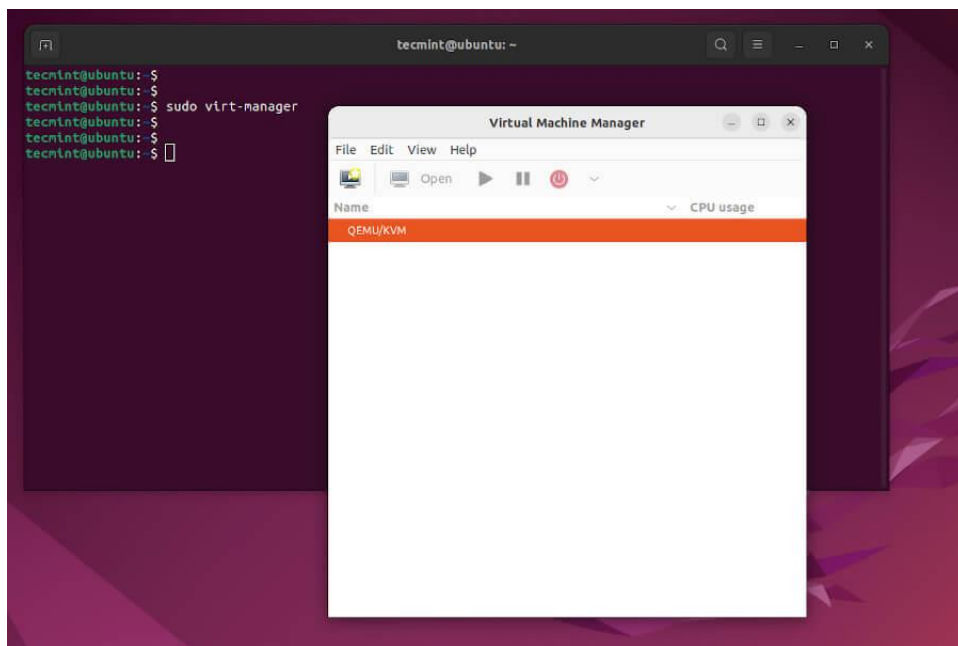 tecmint@ubuntu: ~
tecmint@ubuntu:~$
tecmint@ubuntu:~$
tecmint@ubuntu:~$ sudo virt-manager
tecmint@ubuntu:~$
tecmint@ubuntu:~$
tecmint@ubuntu:~$
Virtual Machine Manager
File Edit View Help
Open
Name CPU usage
QEMU/KVM